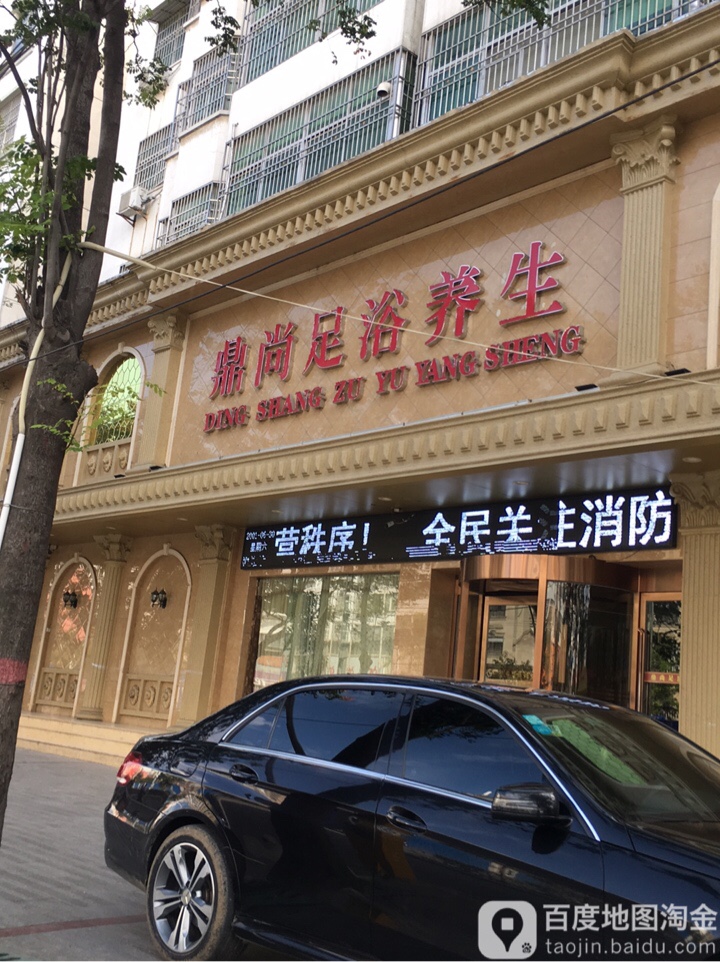 鼎尚足浴养生
DING SHANG ZU YU YANG SHENG
营秩序! 全民关注消防
百度地图淘金
taojin.baidu.com